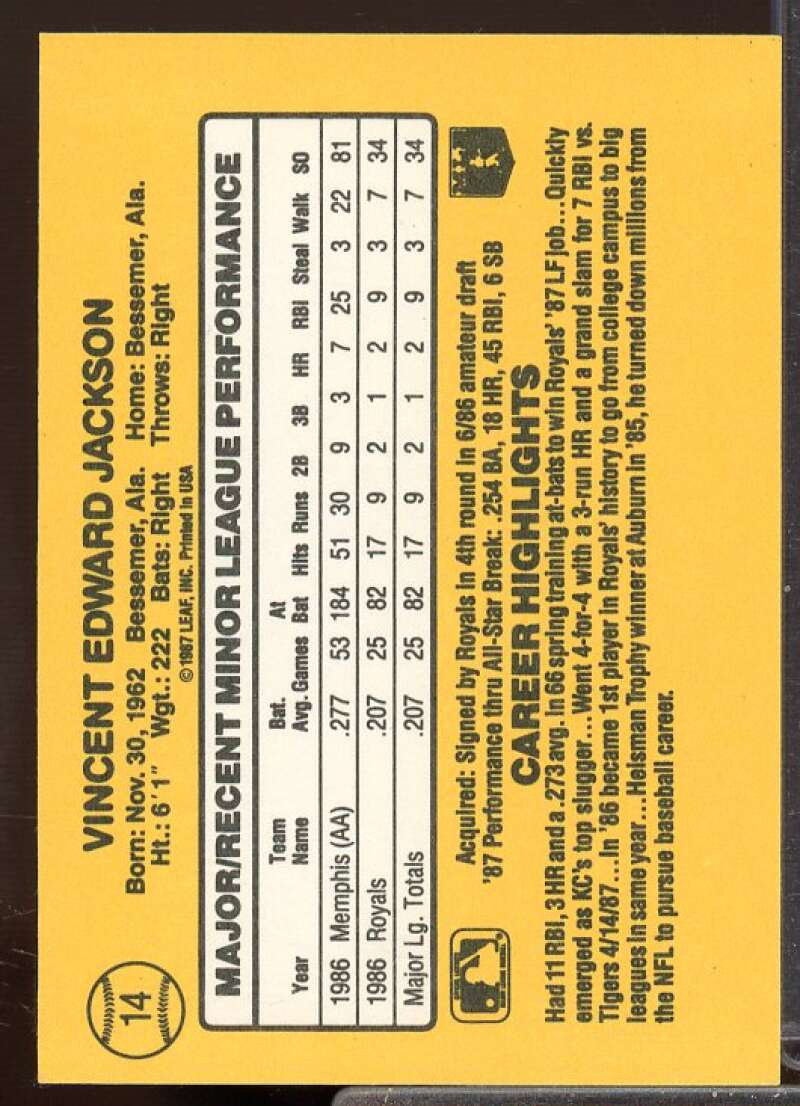 14
VINCENT EDWARD JACKSON
Born: Nov. 30, 1962 Bessemer, Ala. Home: Bessemer, Ala.
Ht.: 6'1" Wgt.: 222 Bats: Right Throws: Right
©1987 LEAF, INC. Printed in USA
MAJOR/RECENT MINOR LEAGUE PERFORMANCE
Year Team Name Bat. Avg. Games At Bat Hits Runs 2B 3B HR RBI Steal Walk SO
1986 Memphis (AA) .277 53 184 51 30 9 3 7 25 3 22 81
1986 Royals .207 25 82 17 9 2 1 2 9 3 7 34
Major Lg. Totals .207 25 82 17 9 2 1 2 9 3 7 34
Acquired: Signed by Royals in 4th round in 6/86 amateur draft
'87 Performance thru All-Star Break: .254 BA, 18 HR, 45 RBI, 6 SB
CAREER HIGHLIGHTS
Had 11 RBI, 3 HR and a .273 avg. in 66 spring training at-bats to win Royals' '87 LF job...Quickly
emerged as KC's top slugger...Went 4-for-4 with a 3-run HR and a grand slam for 7 RBI vs.
Tigers 4/14/87...In '86 became 1st player in Royals' history to go from college campus to big
leagues in same year...Heisman Trophy winner at Auburn in '85, he turned down millions from
the NFL to pursue baseball career.